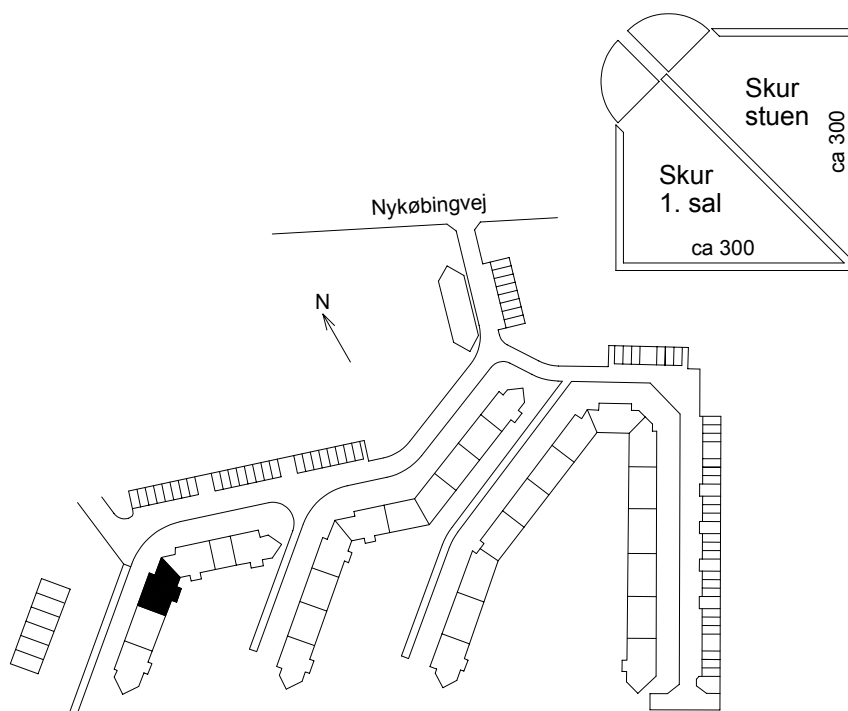 Skur
stuen
ca 300
Skur
1. sal
ca 300
Nykøbingvej
N